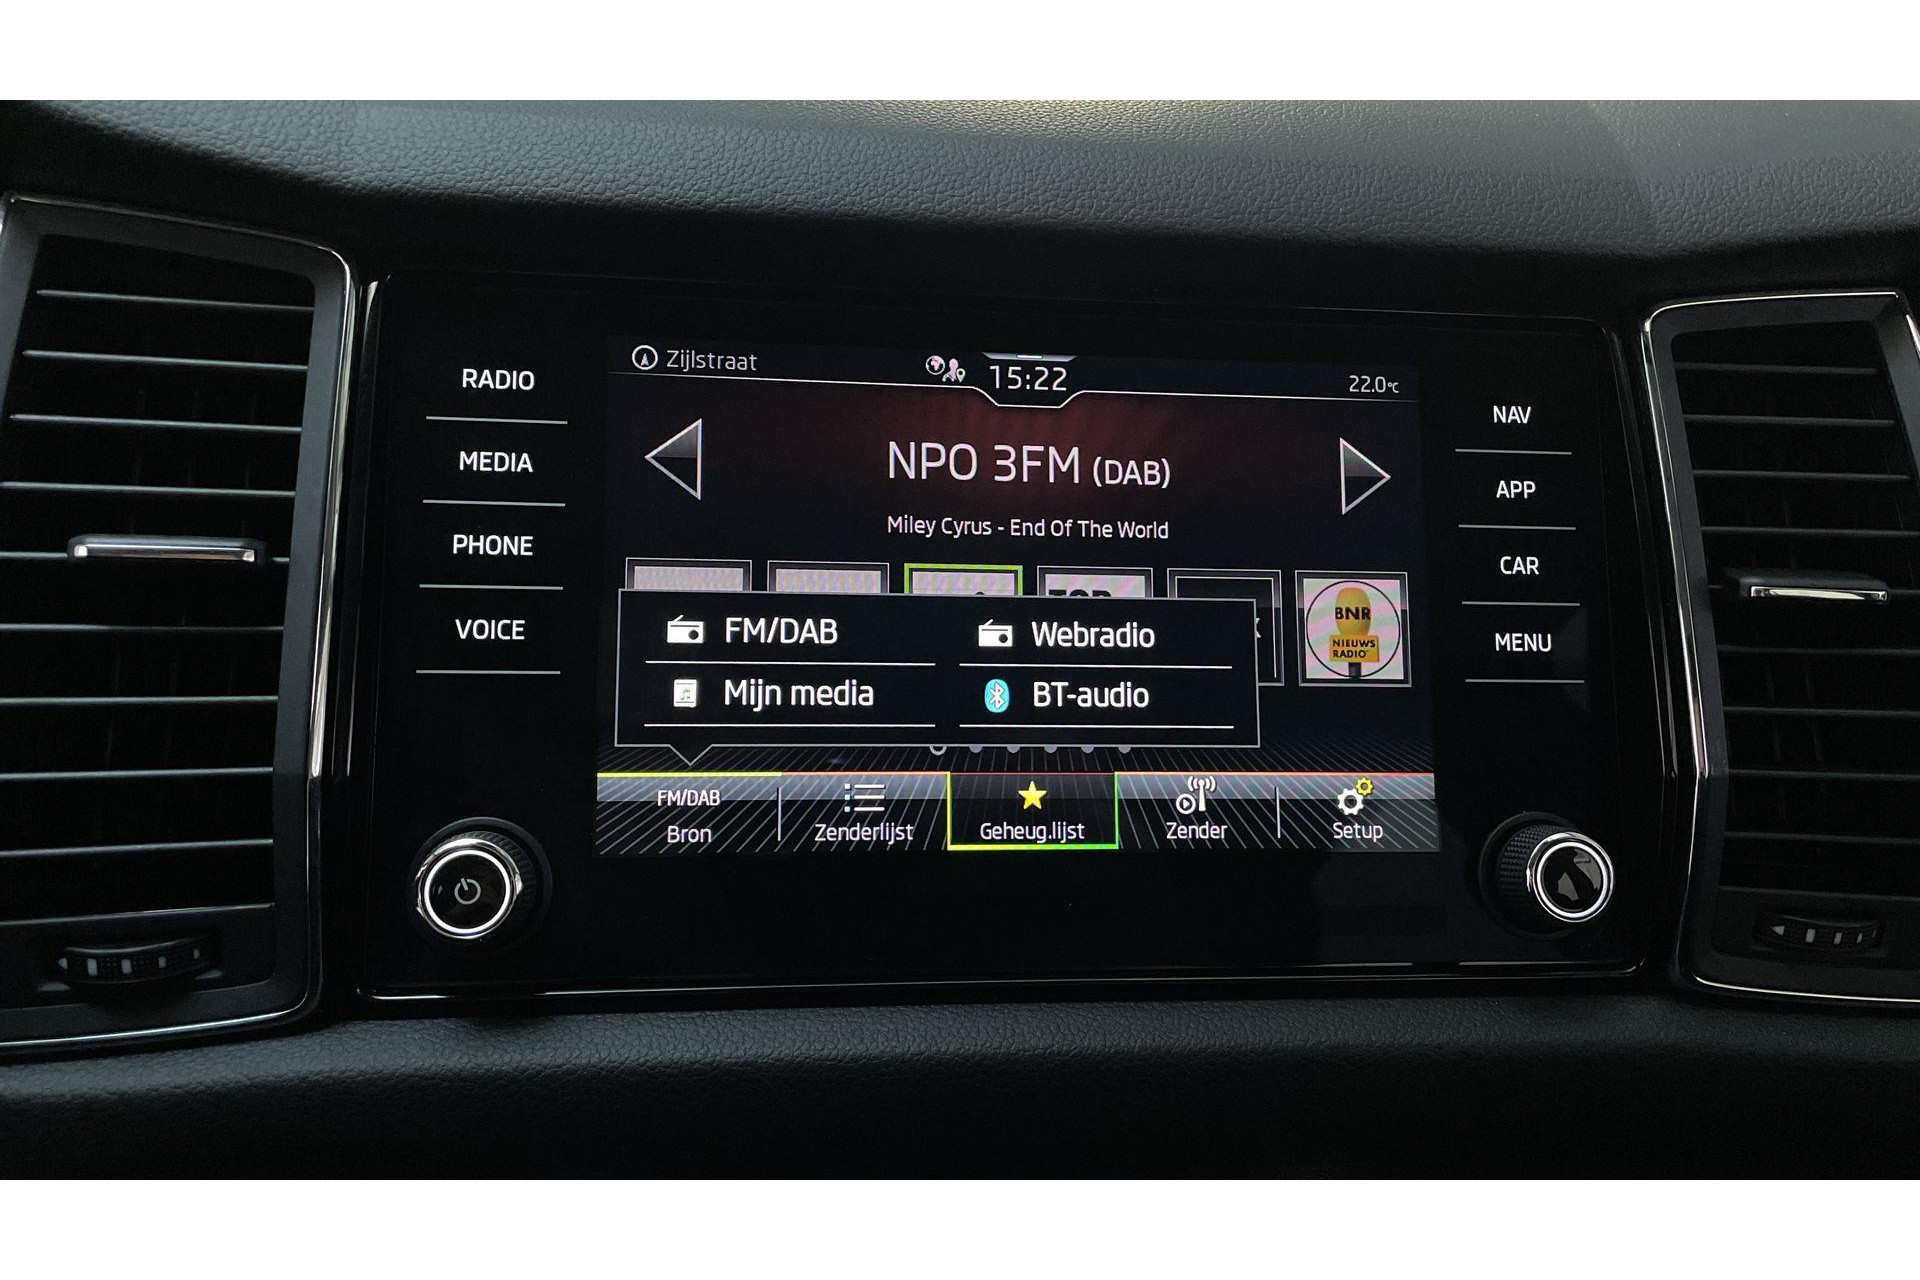 RADIO
MEDIA
PHONE
VOICE
Zijlstraat
15:22
22.0°C
NPO 3FM (DAB)
Miley Cyrus - End Of The World
TOP
BNR
NIEUWS
RADIO
FM/DAB
Webradio
Mijn media
BT-audio
FM/DAB
Bron
Zenderlijst
Geheug.lijst
Zender
Setup
NAV
APP
CAR
MENU